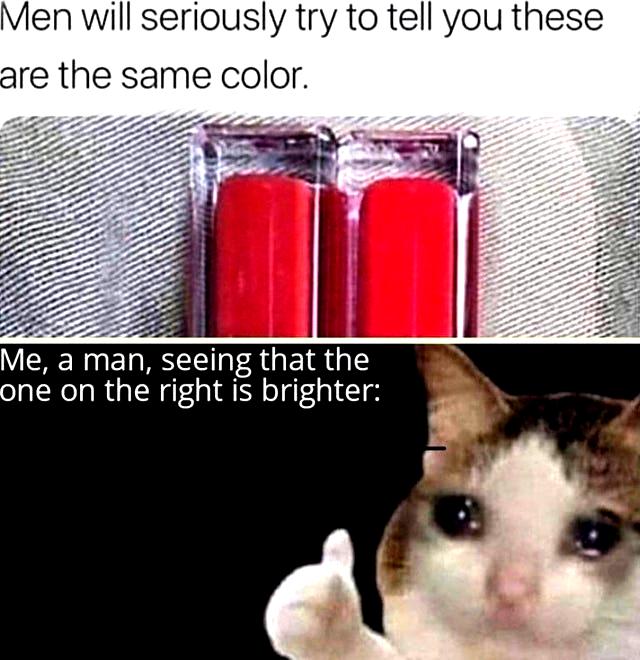 Men will seriously try to tell you these
are the same color.
Me, a man, seeing that the
one on the right is brighter: